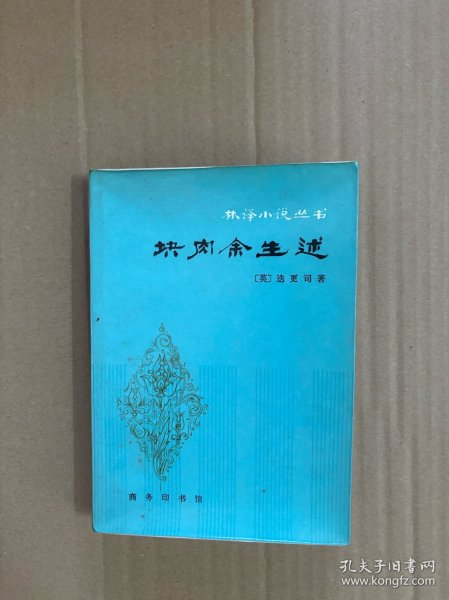 林译小说丛书
块肉余生述
〔英〕迭更司著
商务印书馆
孔夫子旧书网
www.kongfz.com